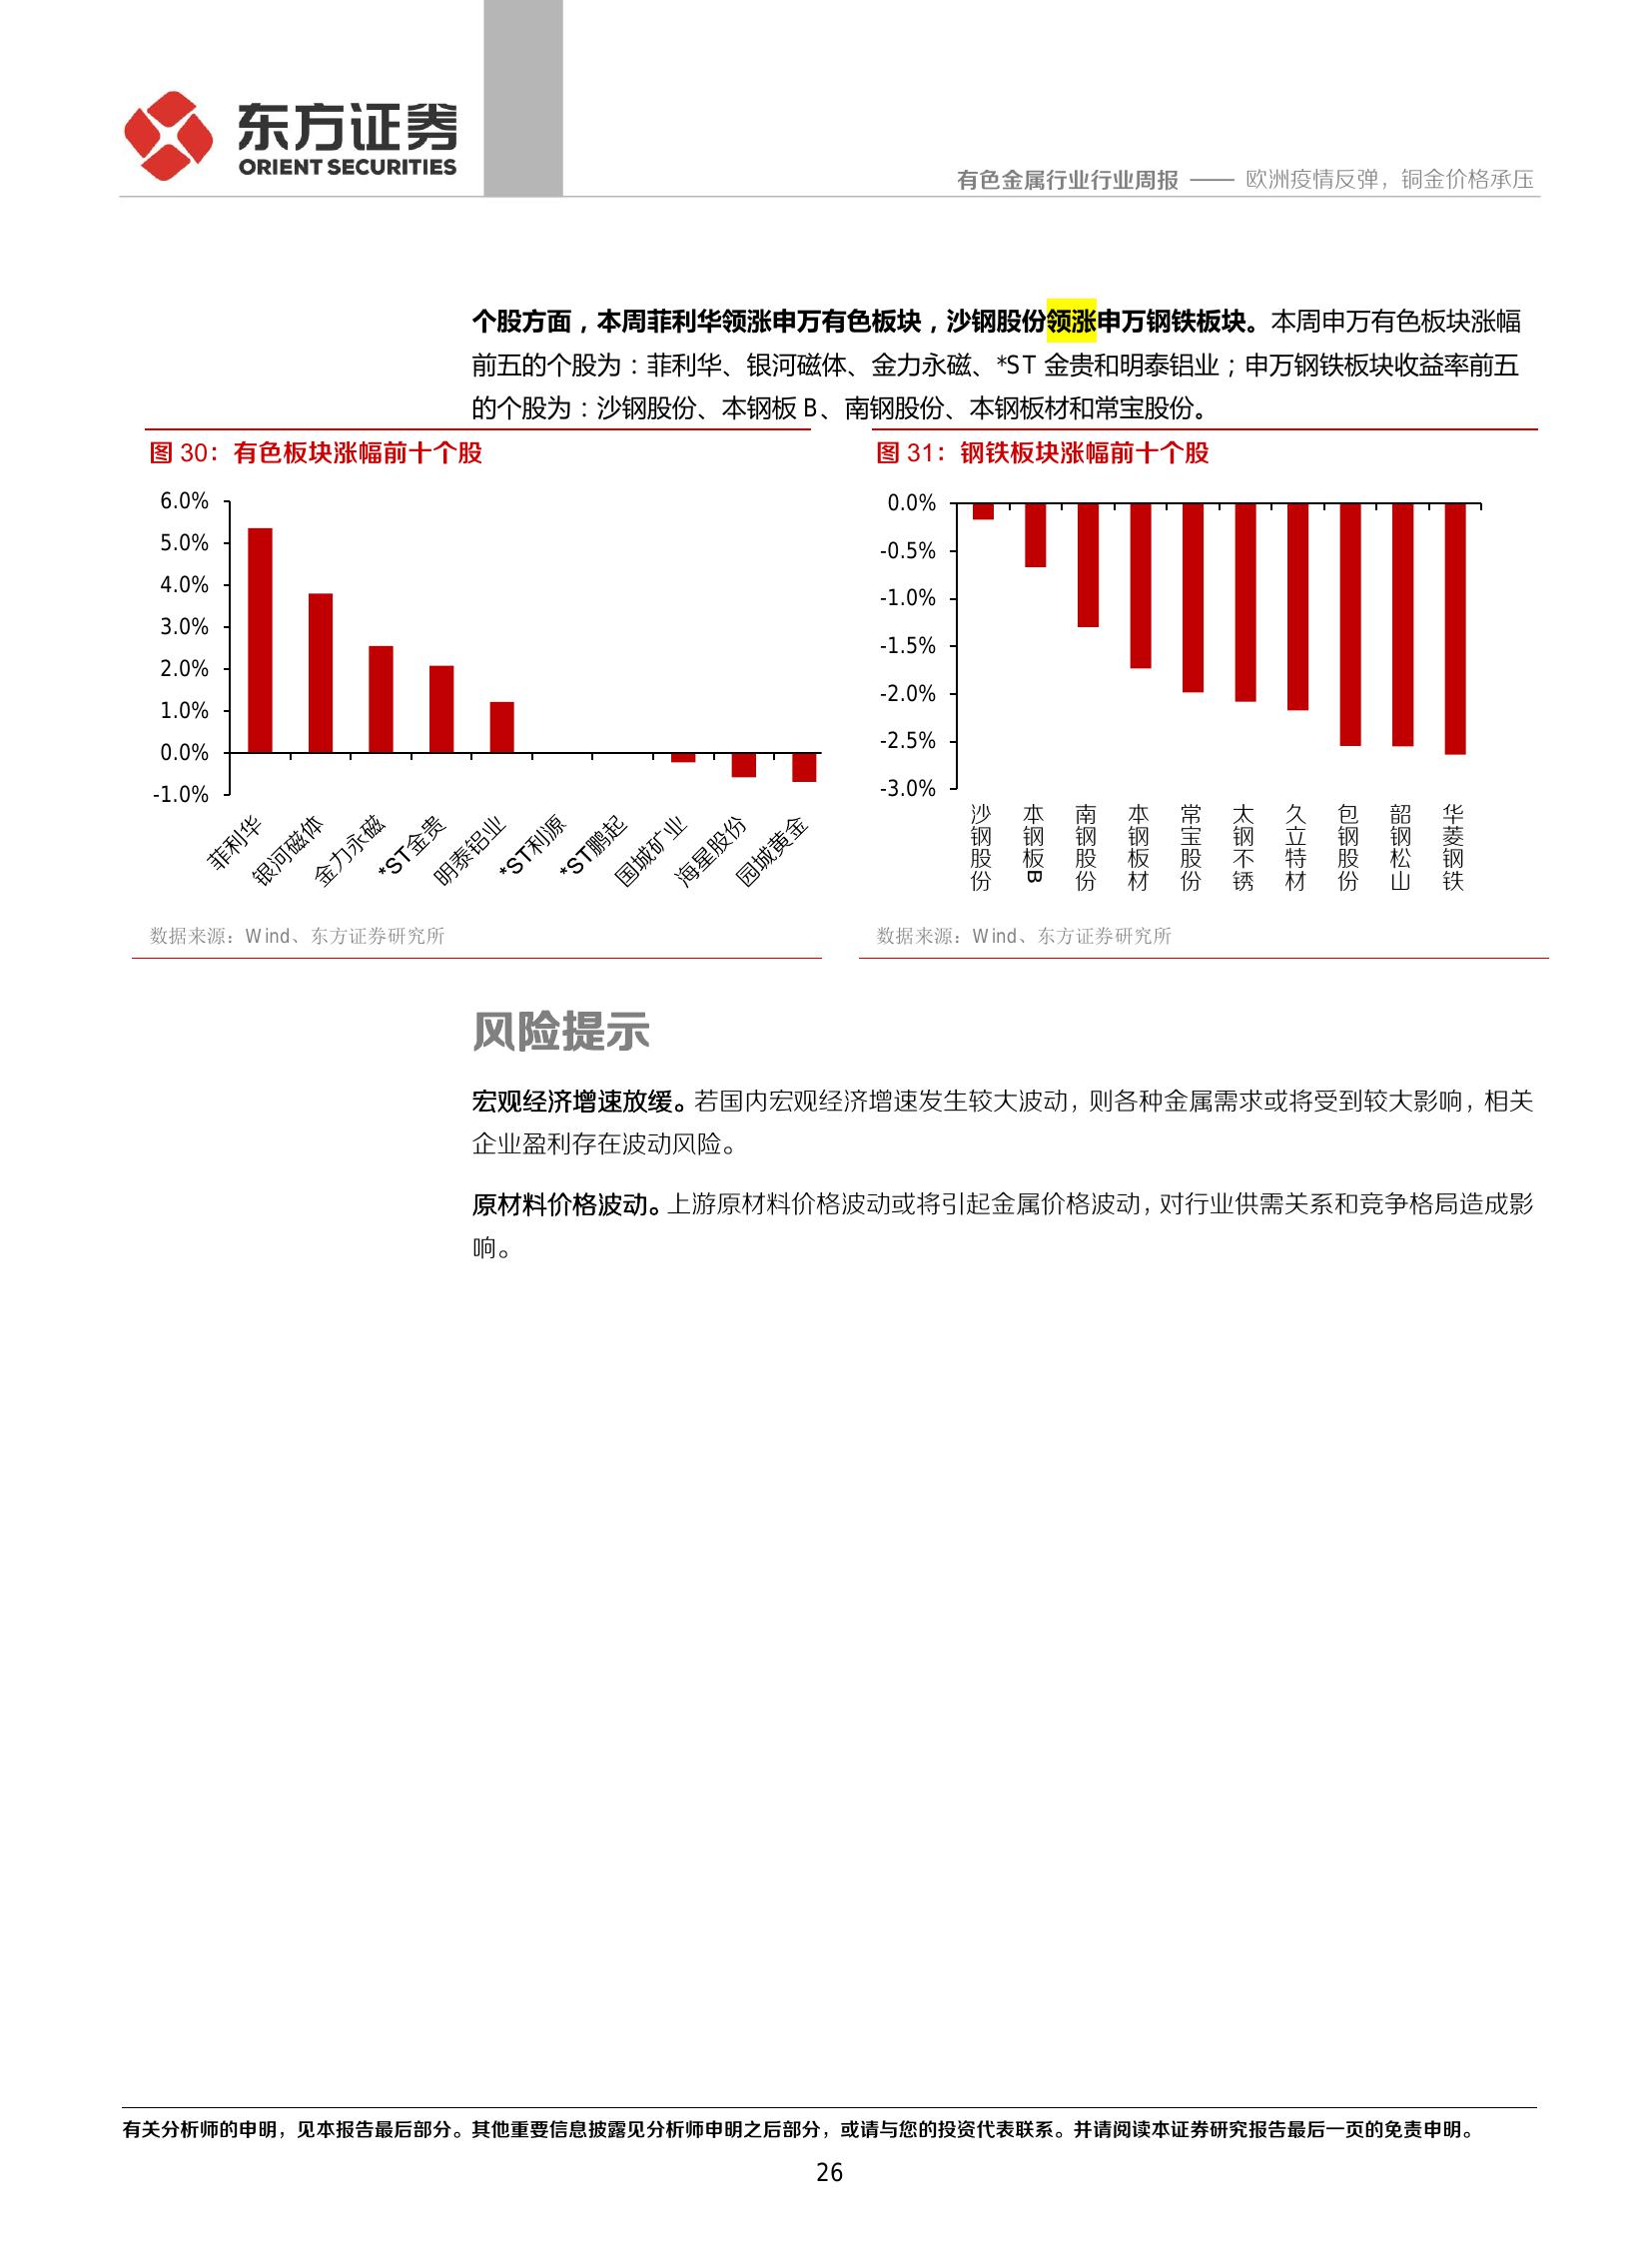 东方证券
ORIENT SECURITIES
有色金属行业行业周报 —— 欧洲疫情反弹，铜金价格承压
个股方面，本周菲利华领涨申万有色板块，沙钢股份领涨申万钢铁板块。本周申万有色板块涨幅
前五的个股为：菲利华、银河磁体、金力永磁、*ST 金贵和明泰铝业；申万钢铁板块收益率前五
的个股为：沙钢股份、本钢板 B、南钢股份、本钢板材和常宝股份。
图 30：有色板块涨幅前十个股
6.0%
5.0%
4.0%
3.0%
2.0%
1.0%
0.0%
-1.0%
菲利华
银河磁体
金力永磁
*ST金贵
明泰铝业
*ST利源
*ST鹏起
国城矿业
海星股份
园城黄金
数据来源：Wind、东方证券研究所
图 31：钢铁板块涨幅前十个股
0.0%
-0.5%
-1.0%
-1.5%
-2.0%
-2.5%
-3.0%
沙钢股份
本钢板B
南钢股份
本钢板材
常宝股份
太钢不锈
久立特材
包钢股份
韶钢松山
华菱钢铁
数据来源：Wind、东方证券研究所
风险提示
宏观经济增速放缓。若国内宏观经济增速发生较大波动，则各种金属需求或将受到较大影响，相关
企业盈利存在波动风险。
原材料价格波动。上游原材料价格波动或将引起金属价格波动，对行业供需关系和竞争格局造成影
响。
有关分析师的申明，见本报告最后部分。其他重要信息披露见分析师申明之后部分，或请与您的投资代表联系。并请阅读本证券研究报告最后一页的免责申明。
26